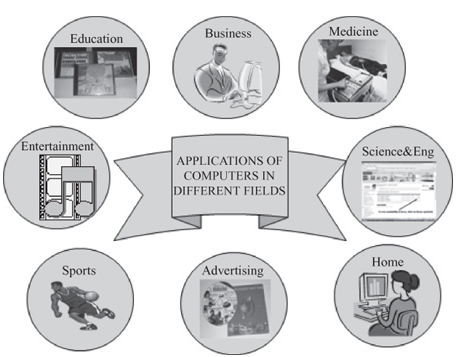 Education
Business
Medicine
Entertainment
APPLICATIONS OF
COMPUTERS IN
DIFFERENT FIELDS
Science&Eng
Sports
Advertising
Home